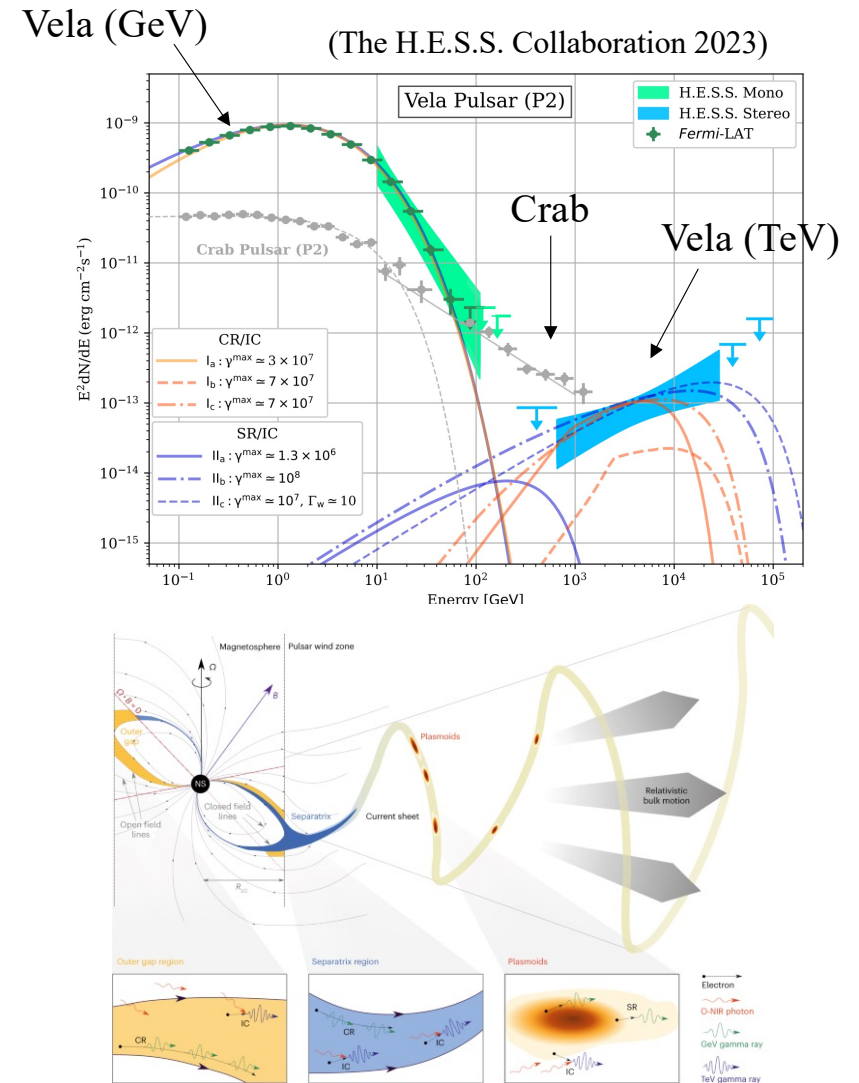 Vela (GeV)
(The H.E.S.S. Collaboration 2023)
Vela Pulsar (P2)
H.E.S.S. Mono
H.E.S.S. Stereo
Fermi-LAT
Crab
Vela (TeV)
Crab Pulsar (P2)
CR/IC
Iₐ : γᵐᵃˣ ≃ 3 × 10⁷
I_b : γᵐᵃˣ ≃ 7 × 10⁷
I_c : γᵐᵃˣ ≃ 7 × 10⁷
SR/IC
IIₐ : γᵐᵃˣ ≃ 1.3 × 10⁶
II_b : γᵐᵃˣ ≃ 10⁸
II_c : γᵐᵃˣ ≃ 10⁷, Γ_w ≃ 10
E²dN/dE (erg cm⁻²s⁻¹)
10⁻⁹
10⁻¹⁰
10⁻¹¹
10⁻¹²
10⁻¹³
10⁻¹⁴
10⁻¹⁵
10⁻¹ 10⁰ 10¹ 10² 10³ 10⁴ 10⁵
Energy [GeV]
Magnetosphere
Pulsar wind zone
Ω
B
Ω • B = 0
Outer
gap
NS
Plasmoids
Closed field
lines
Separatrix
Current sheet
Open field
lines
Relativistic
bulk motion
Outer gap region
Separatrix region
Plasmoids
IC
CR
CR
IC
IC
SR
IC
Electron
O-NIR photon
GeV gamma ray
TeV gamma ray